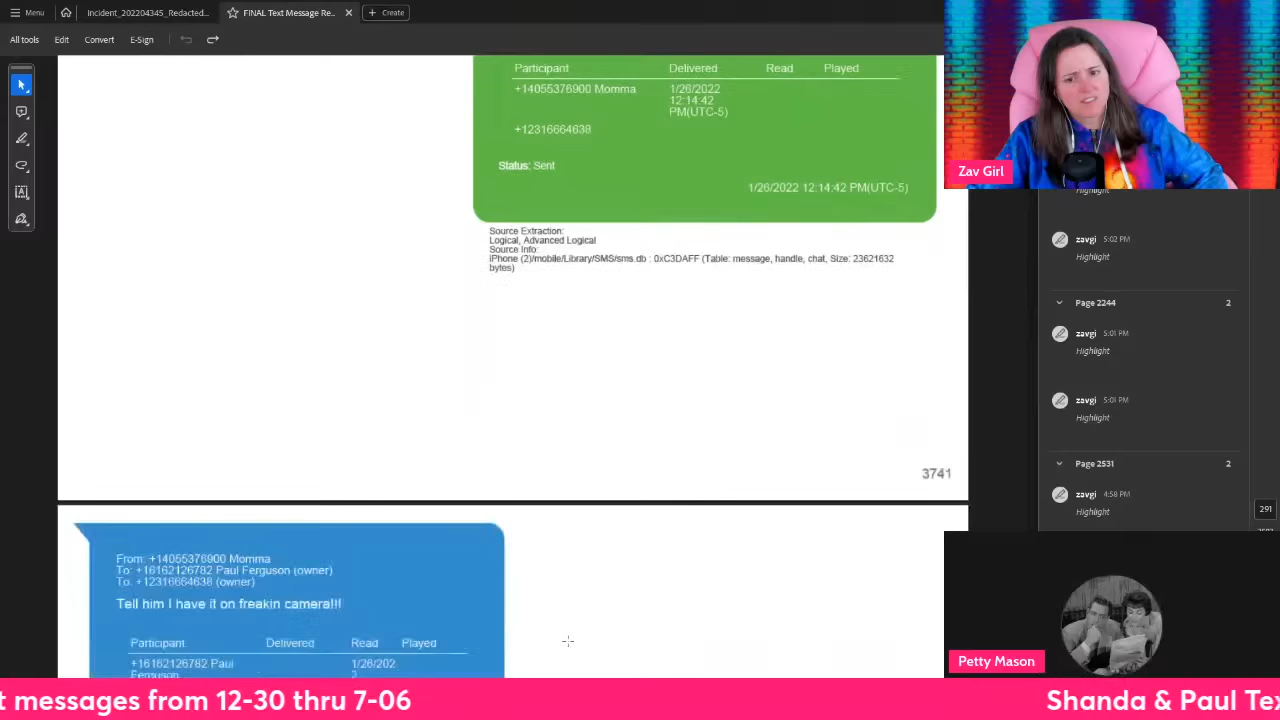 Menu
Incident_202204345_Redacted...
FINAL Text Message Re...
Create
All tools
Edit
Convert
E-Sign
Participant Delivered Read Played
+14055376900 Momma 1/26/2022
12:14:42
PM(UTC-5)
+12316664638
Status: Sent
1/26/2022 12:14:42 PM(UTC-5)
Source Extraction:
Logical, Advanced Logical
Source Info:
iPhone (2)/mobile/Library/SMS/sms.db : 0xC3DAFF (Table: message, handle, chat, Size: 23621632
bytes)
3741
From: +14055376900 Momma
To: +16162126782 Paul Ferguson (owner)
To: +12316664638 (owner)
Tell him I have it on freakin camera!!!
Participant Delivered Read Played
+16162126782 Paul 1/26/202
Ferguson 2
Zav Girl
Highlight
zavgi 5:02 PM
Highlight
Page 2244 2
zavgi 5:01 PM
Highlight
zavgi 5:01 PM
Highlight
Page 2531 2
zavgi 4:58 PM
Highlight
291
Petty Mason
t messages from 12-30 thru 7-06
Shanda & Paul Tex